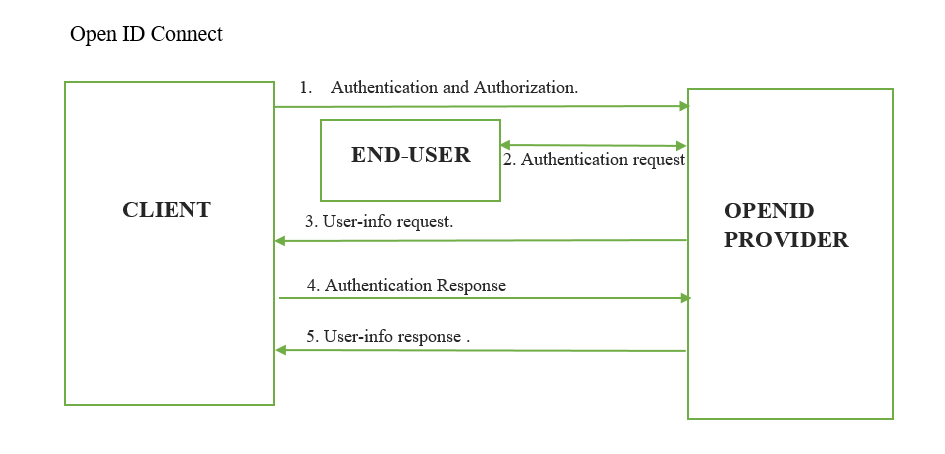 Open ID Connect
1. Authentication and Authorization.
END-USER
2. Authentication request
CLIENT
3. User-info request.
OPENID
PROVIDER
4. Authentication Response
5. User-info response .